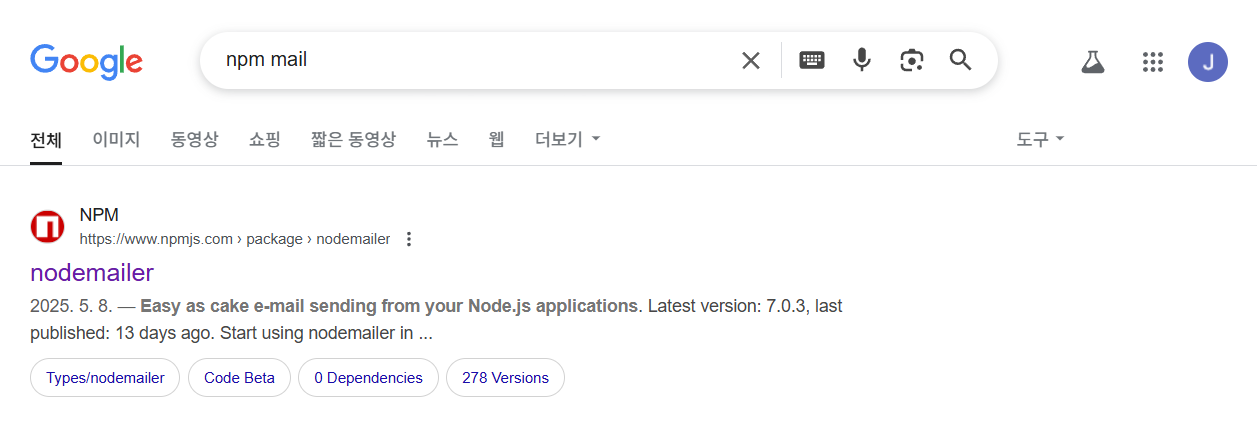 Google
npm mail
J
전체 이미지 동영상 쇼핑 짧은 동영상 뉴스 웹 더보기 도구
NPM
https://www.npmjs.com › package › nodemailer
nodemailer
2025. 5. 8. — Easy as cake e-mail sending from your Node.js applications. Latest version: 7.0.3, last
published: 13 days ago. Start using nodemailer in ...
Types/nodemailer Code Beta 0 Dependencies 278 Versions